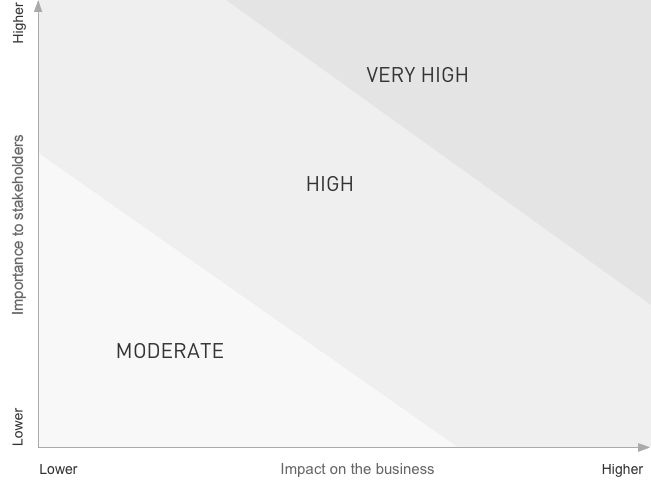 Higher
VERY HIGH
Importance to stakeholders
HIGH
MODERATE
Lower
Lower
Impact on the business
Higher